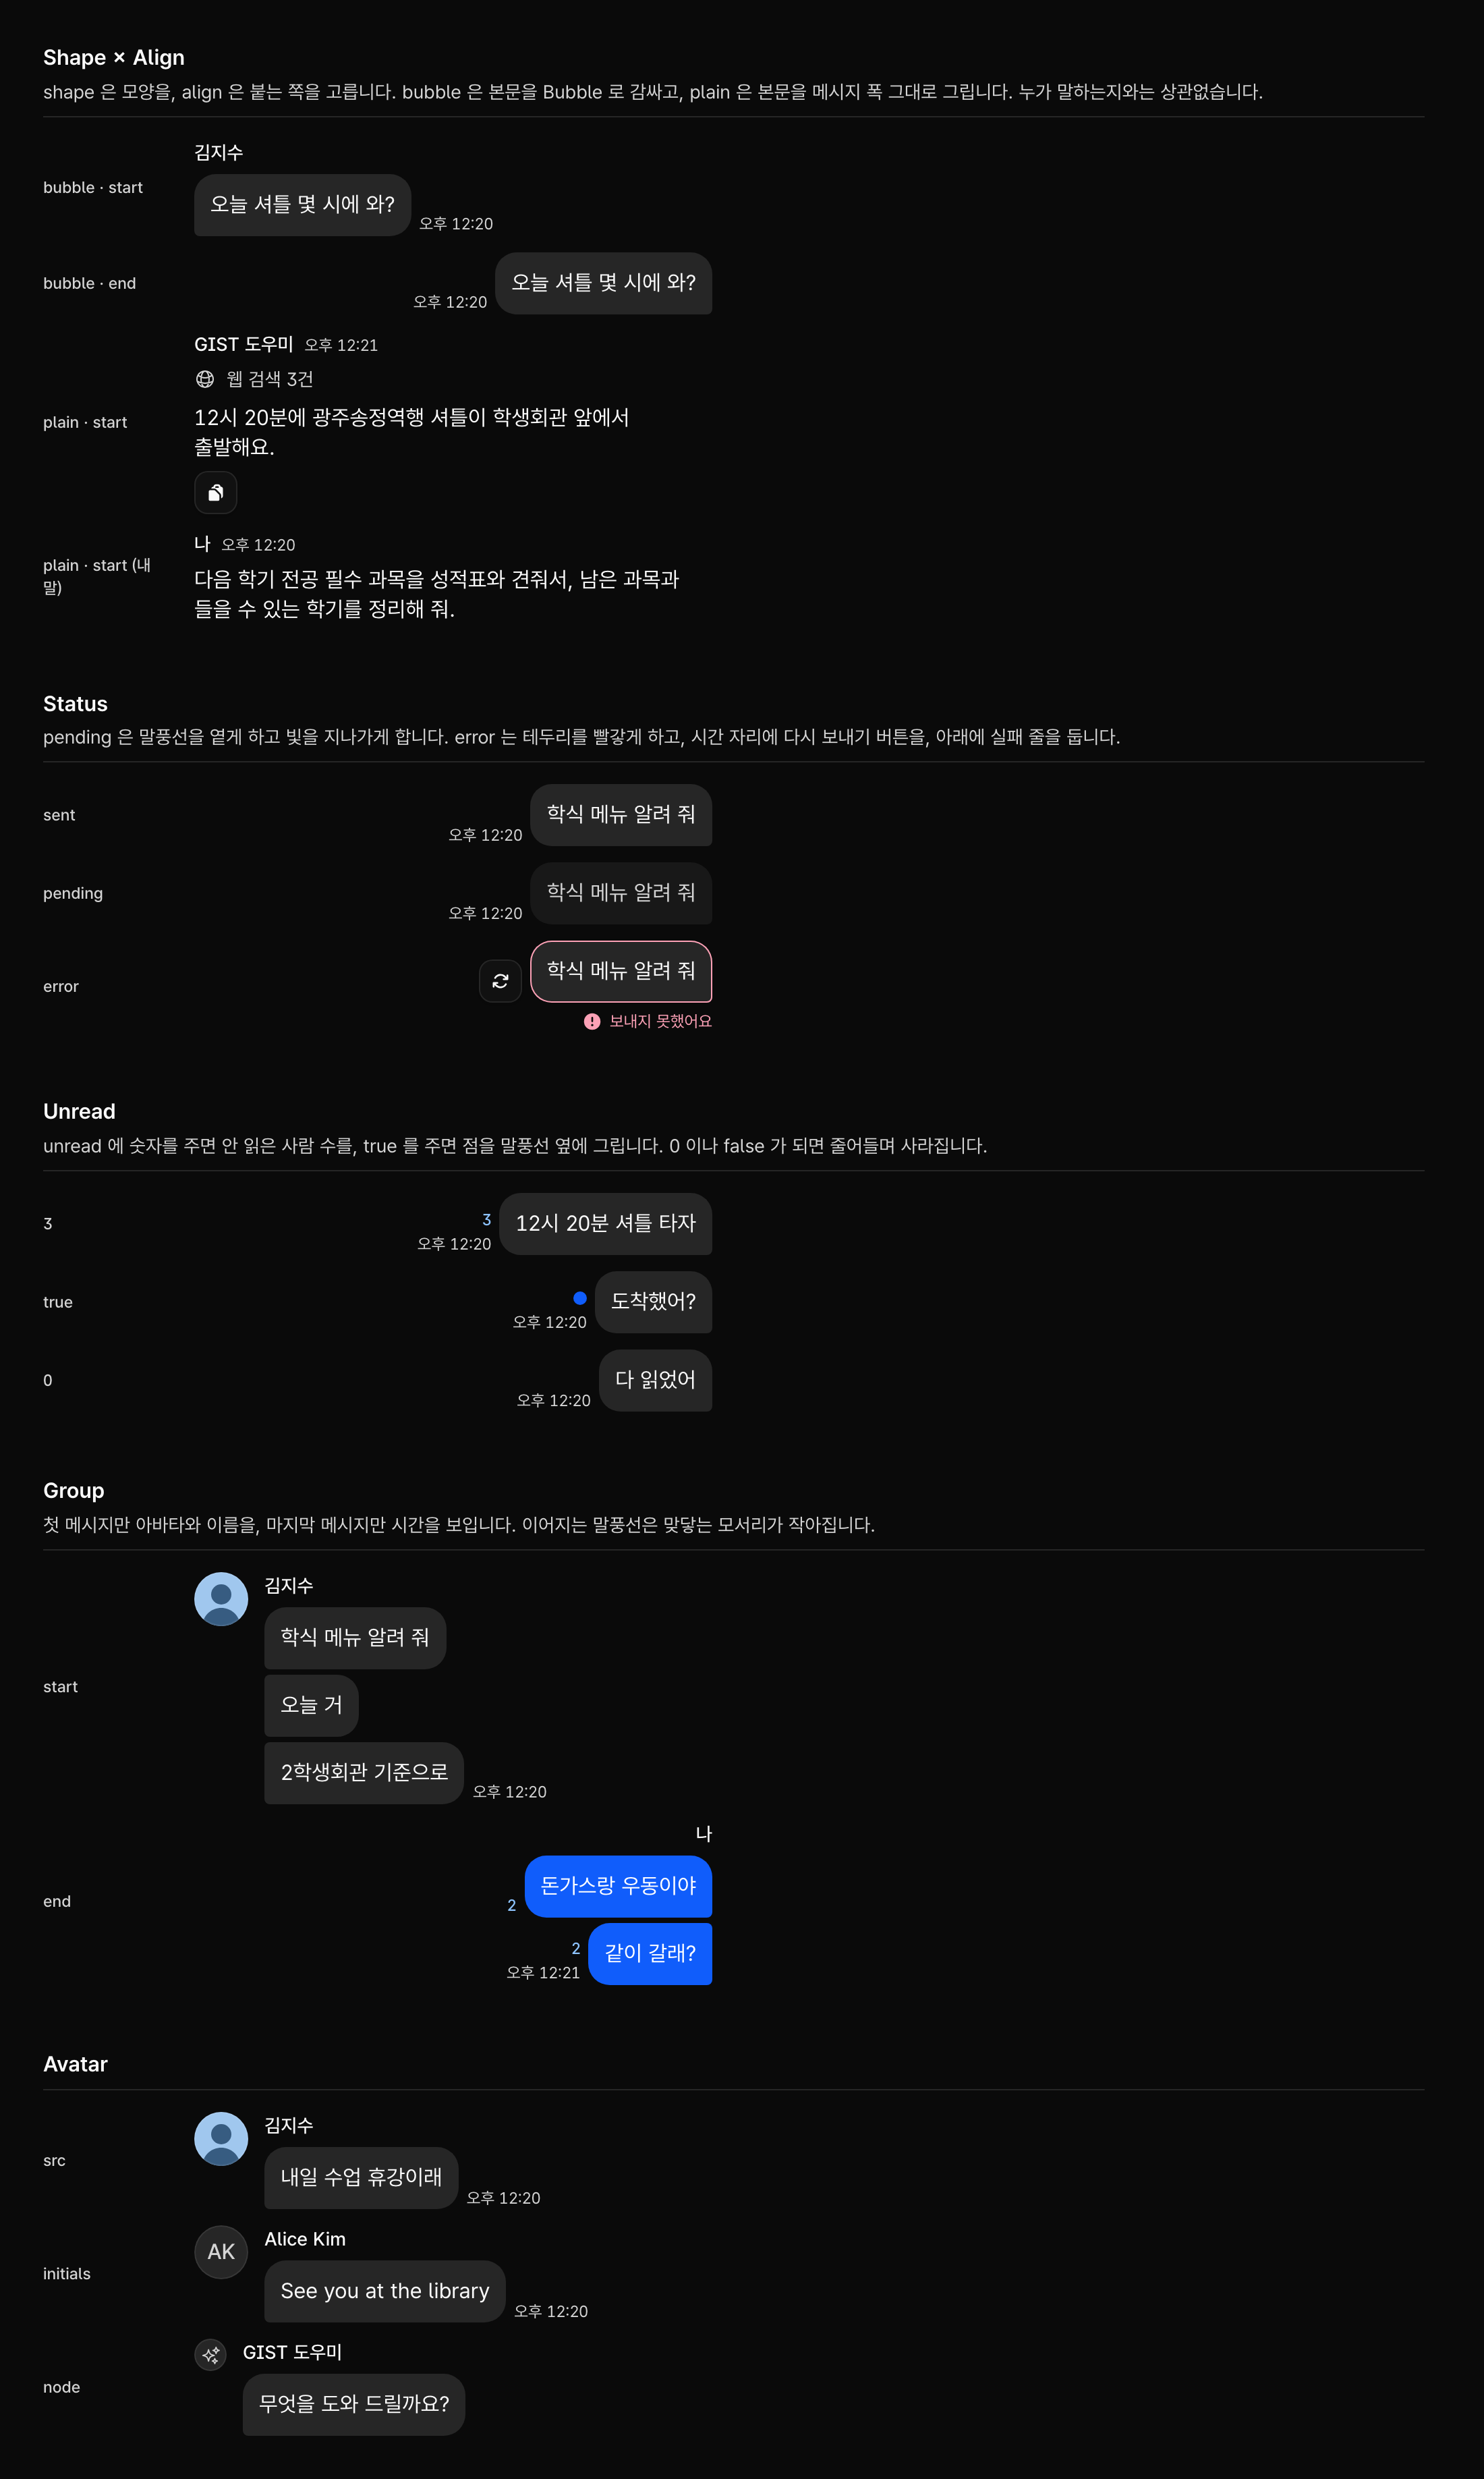 Shape × Align
shape 은 모양을, align 은 붙는 쪽을 고릅니다. bubble 은 본문을 Bubble 로 감싸고, plain 은 본문을 메시지 폭 그대로 그립니다. 누가 말하는지와는 상관없습니다.
김지수
bubble · start
오늘 셔틀 몇 시에 와?
오후 12:20
bubble · end
오후 12:20
오늘 셔틀 몇 시에 와?
GIST 도우미 오후 12:21
웹 검색 3건
plain · start
12시 20분에 광주송정역행 셔틀이 학생회관 앞에서
출발해요.
나 오후 12:20
plain · start (내
말)
다음 학기 전공 필수 과목을 성적표와 견줘서, 남은 과목과
들을 수 있는 학기를 정리해 줘.
Status
pending 은 말풍선을 옅게 하고 빛을 지나가게 합니다. error 는 테두리를 빨갛게 하고, 시간 자리에 다시 보내기 버튼을, 아래에 실패 줄을 둡니다.
sent
오후 12:20
학식 메뉴 알려 줘
pending
오후 12:20
학식 메뉴 알려 줘
error
학식 메뉴 알려 줘
보내지 못했어요
Unread
unread 에 숫자를 주면 안 읽은 사람 수를, true 를 주면 점을 말풍선 옆에 그립니다. 0 이나 false 가 되면 줄어들며 사라집니다.
3
3
오후 12:20
12시 20분 셔틀 타자
true
오후 12:20
도착했어?
0
오후 12:20
다 읽었어
Group
첫 메시지만 아바타와 이름을, 마지막 메시지만 시간을 보입니다. 이어지는 말풍선은 맞닿는 모서리가 작아집니다.
김지수
학식 메뉴 알려 줘
start
오늘 거
2학생회관 기준으로
오후 12:20
나
end
2
돈가스랑 우동이야
2
오후 12:21
같이 갈래?
Avatar
김지수
src
내일 수업 휴강이래
오후 12:20
AK
Alice Kim
initials
See you at the library
오후 12:20
GIST 도우미
node
무엇을 도와 드릴까요?